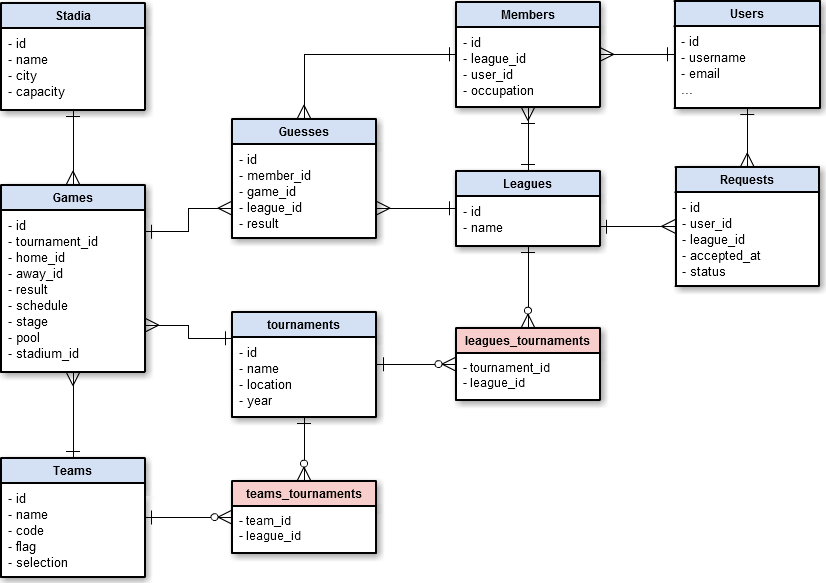 Stadia
- id
- name
- city
- capacity
Members
- id
- league_id
- user_id
- occupation
Users
- id
- username
- email
...
Guesses
- id
- member_id
- game_id
- league_id
- result
Leagues
- id
- name
Requests
- id
- user_id
- league_id
- accepted_at
- status
Games
- id
- tournament_id
- home_id
- away_id
- result
- schedule
- stage
- pool
- stadium_id
tournaments
- id
- name
- location
- year
leagues_tournaments
- tournament_id
- league_id
Teams
- id
- name
- code
- flag
- selection
teams_tournaments
- team_id
- league_id